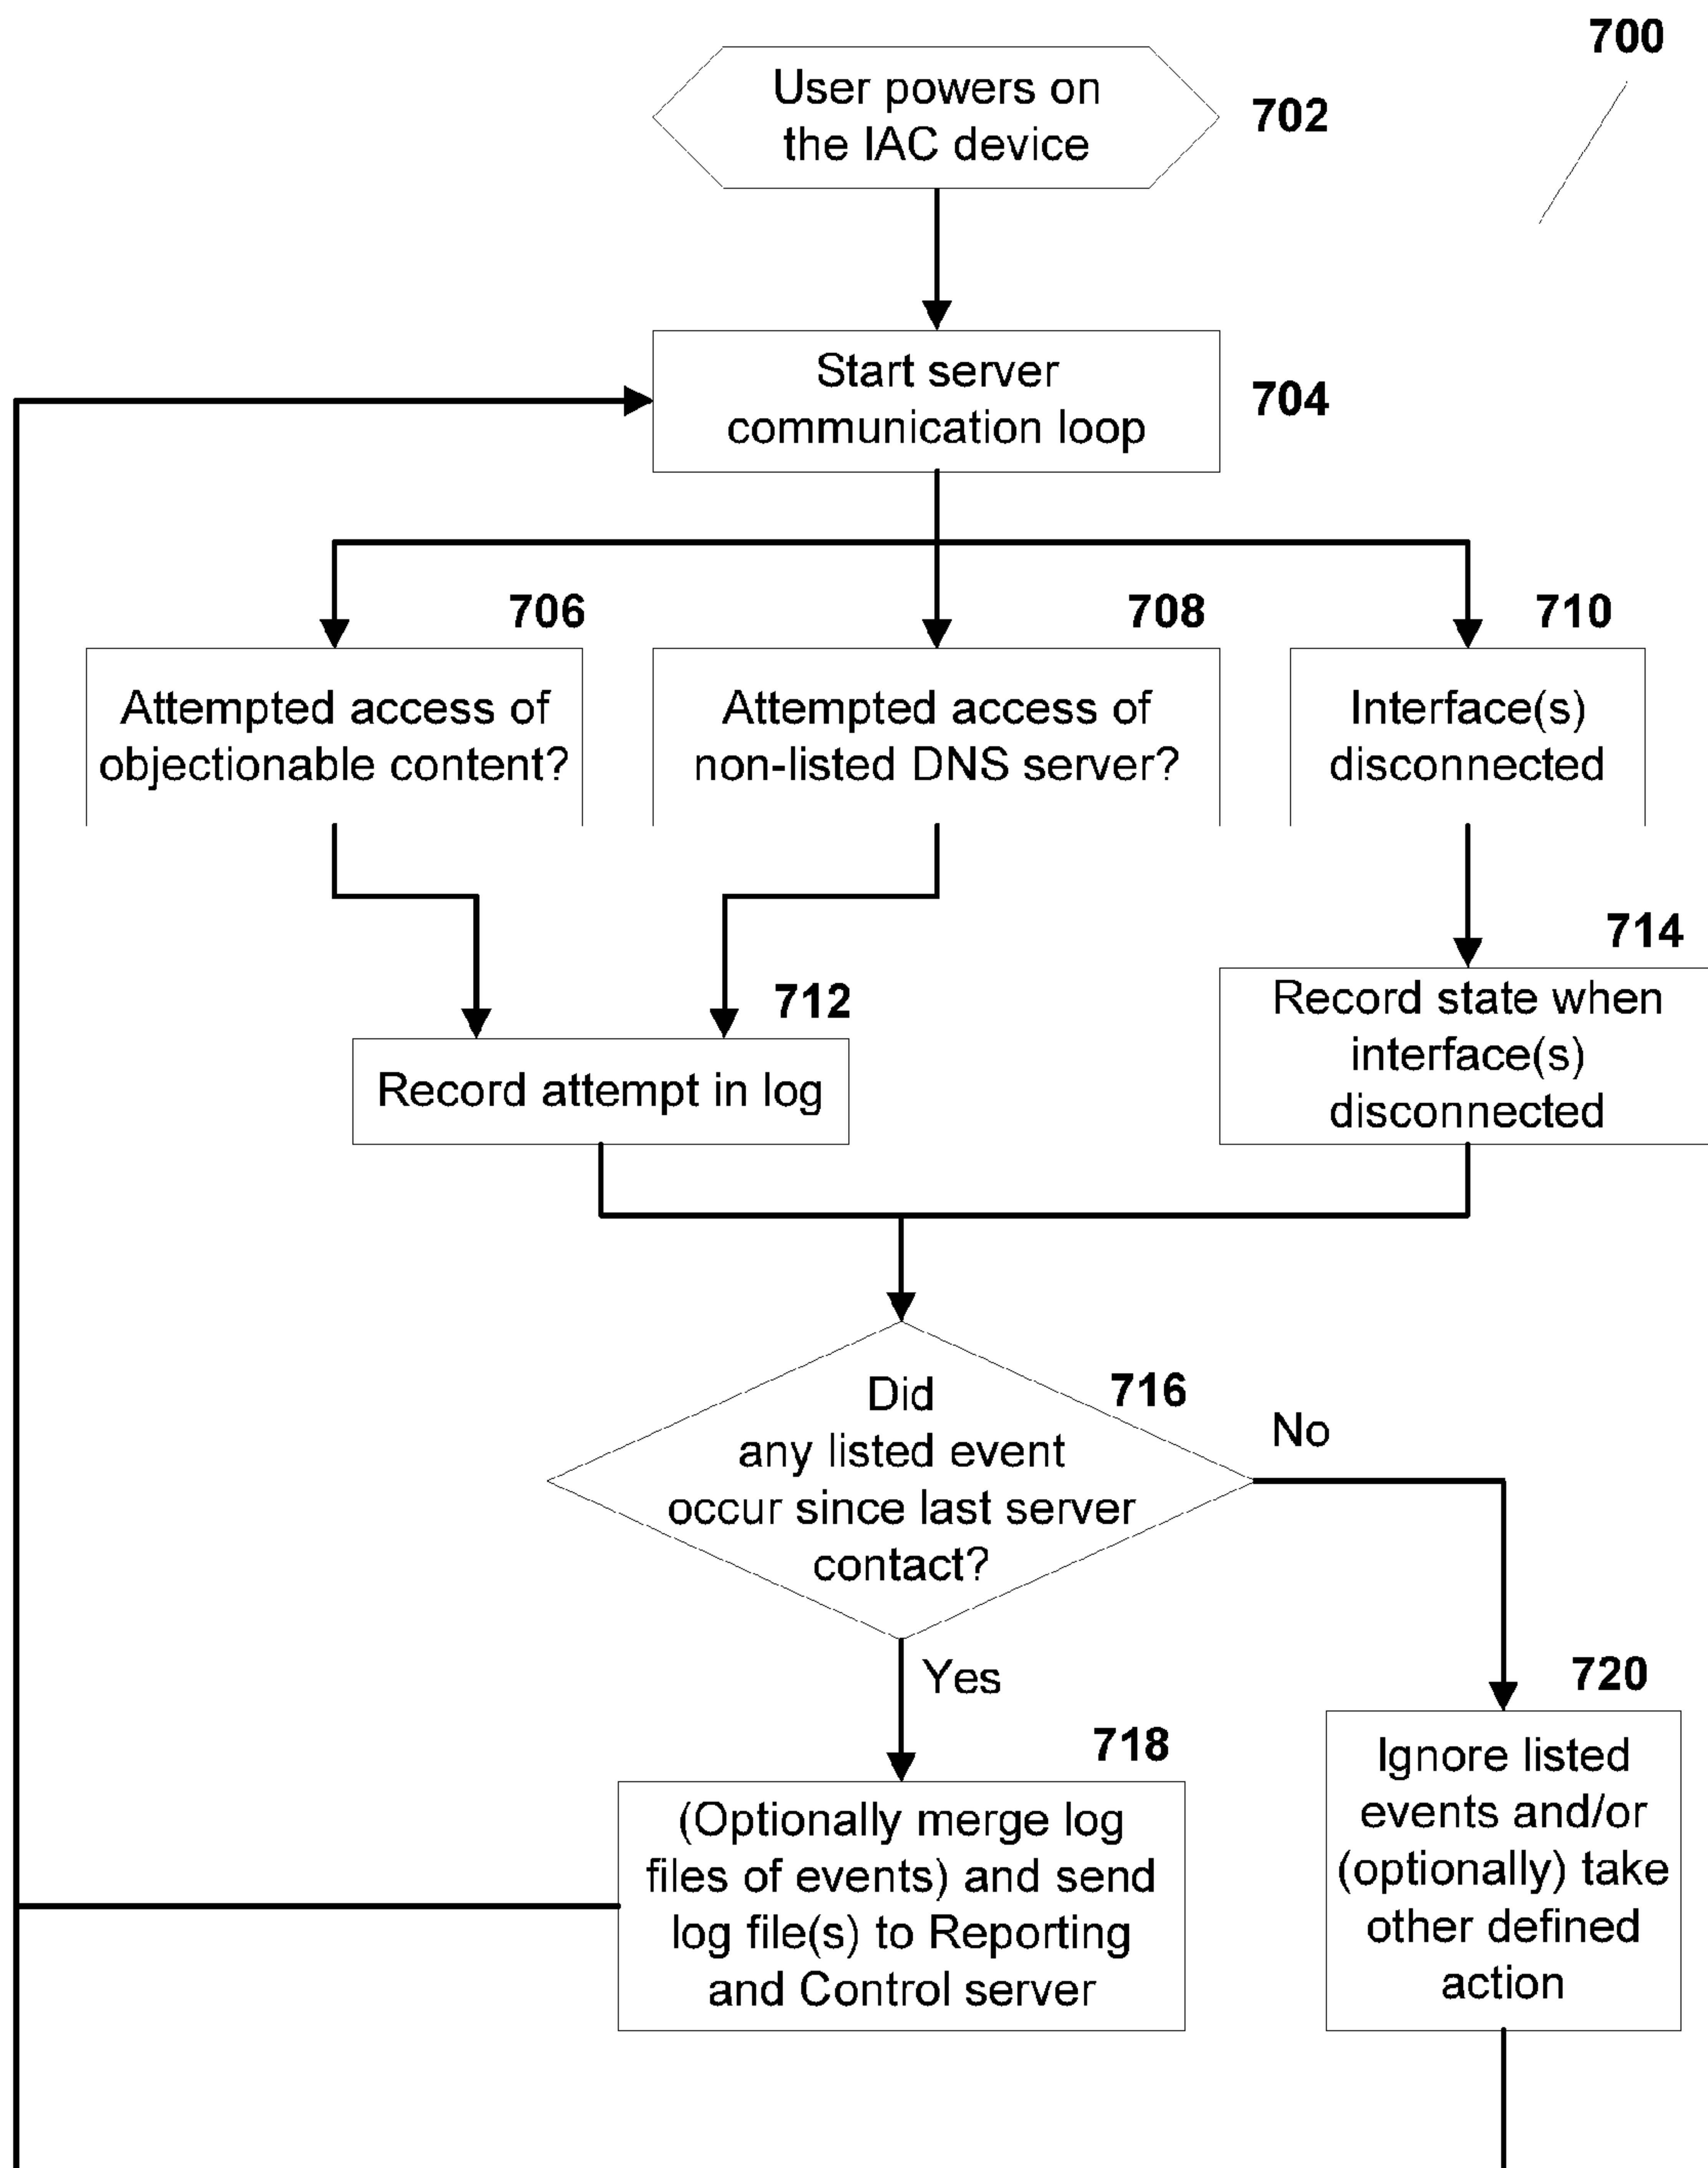 700
User powers on
the IAC device
702
Start server
communication loop
704
706
Attempted access of
objectionable content?
708
Attempted access of
non-listed DNS server?
710
Interface(s)
disconnected
712
Record attempt in log
714
Record state when
interface(s)
disconnected
716
Did
any listed event
occur since last server
contact?
No
Yes
718
(Optionally merge log
files of events) and send
log file(s) to Reporting
and Control server
720
Ignore listed
events and/or
(optionally) take
other defined
action